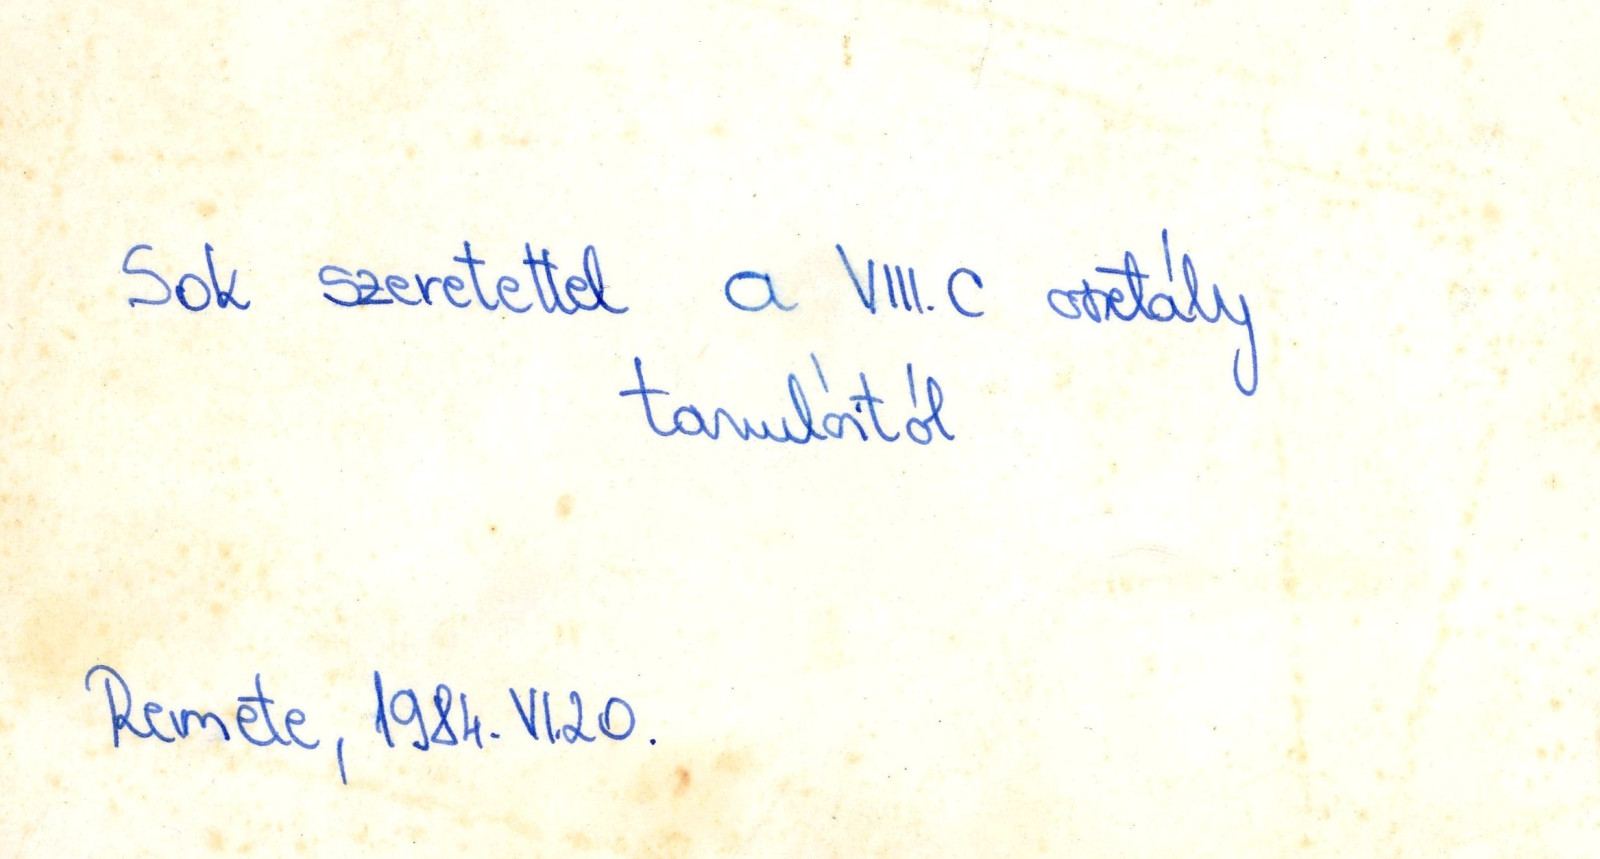 Sok szeretettel a VIII. C osztály
tanulóitól
Remete, 1984. VI.20.